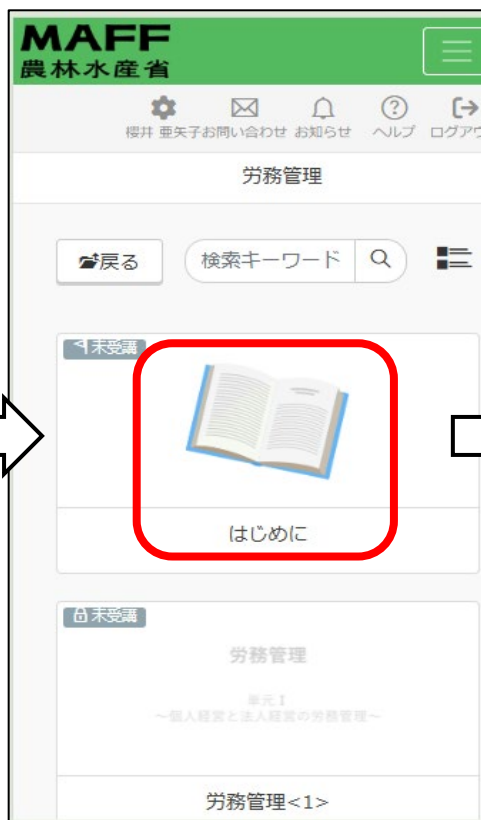 MAFF
農林水産省
櫻井 亜矢子 お問い合わせ お知らせ ヘルプ ログアウ
労務管理
戻る 検索キーワード
未受講
はじめに
未受講
労務管理
単元Ⅰ
~個人経営と法人経営の労務管理~
労務管理<1>